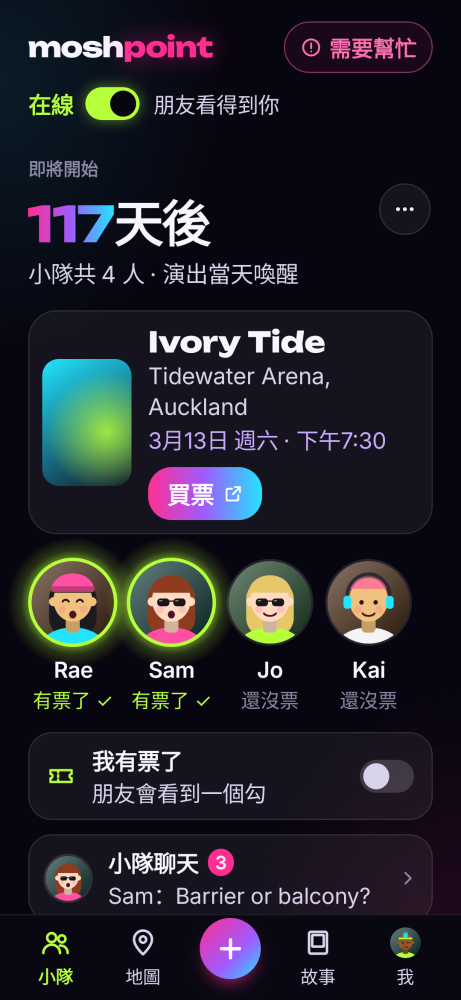 moshpoint
需要幫忙
在線 朋友看得到你
即將開始
117天後
小隊共 4 人 · 演出當天喚醒
Ivory Tide
Tidewater Arena,
Auckland
3月13日 週六 · 下午7:30
買票
Rae Sam Jo Kai
有票了 ✓ 有票了 ✓ 還沒票 還沒票
我有票了
朋友會看到一個勾
小隊聊天 3
Sam：Barrier or balcony?
小隊 地圖 故事 我